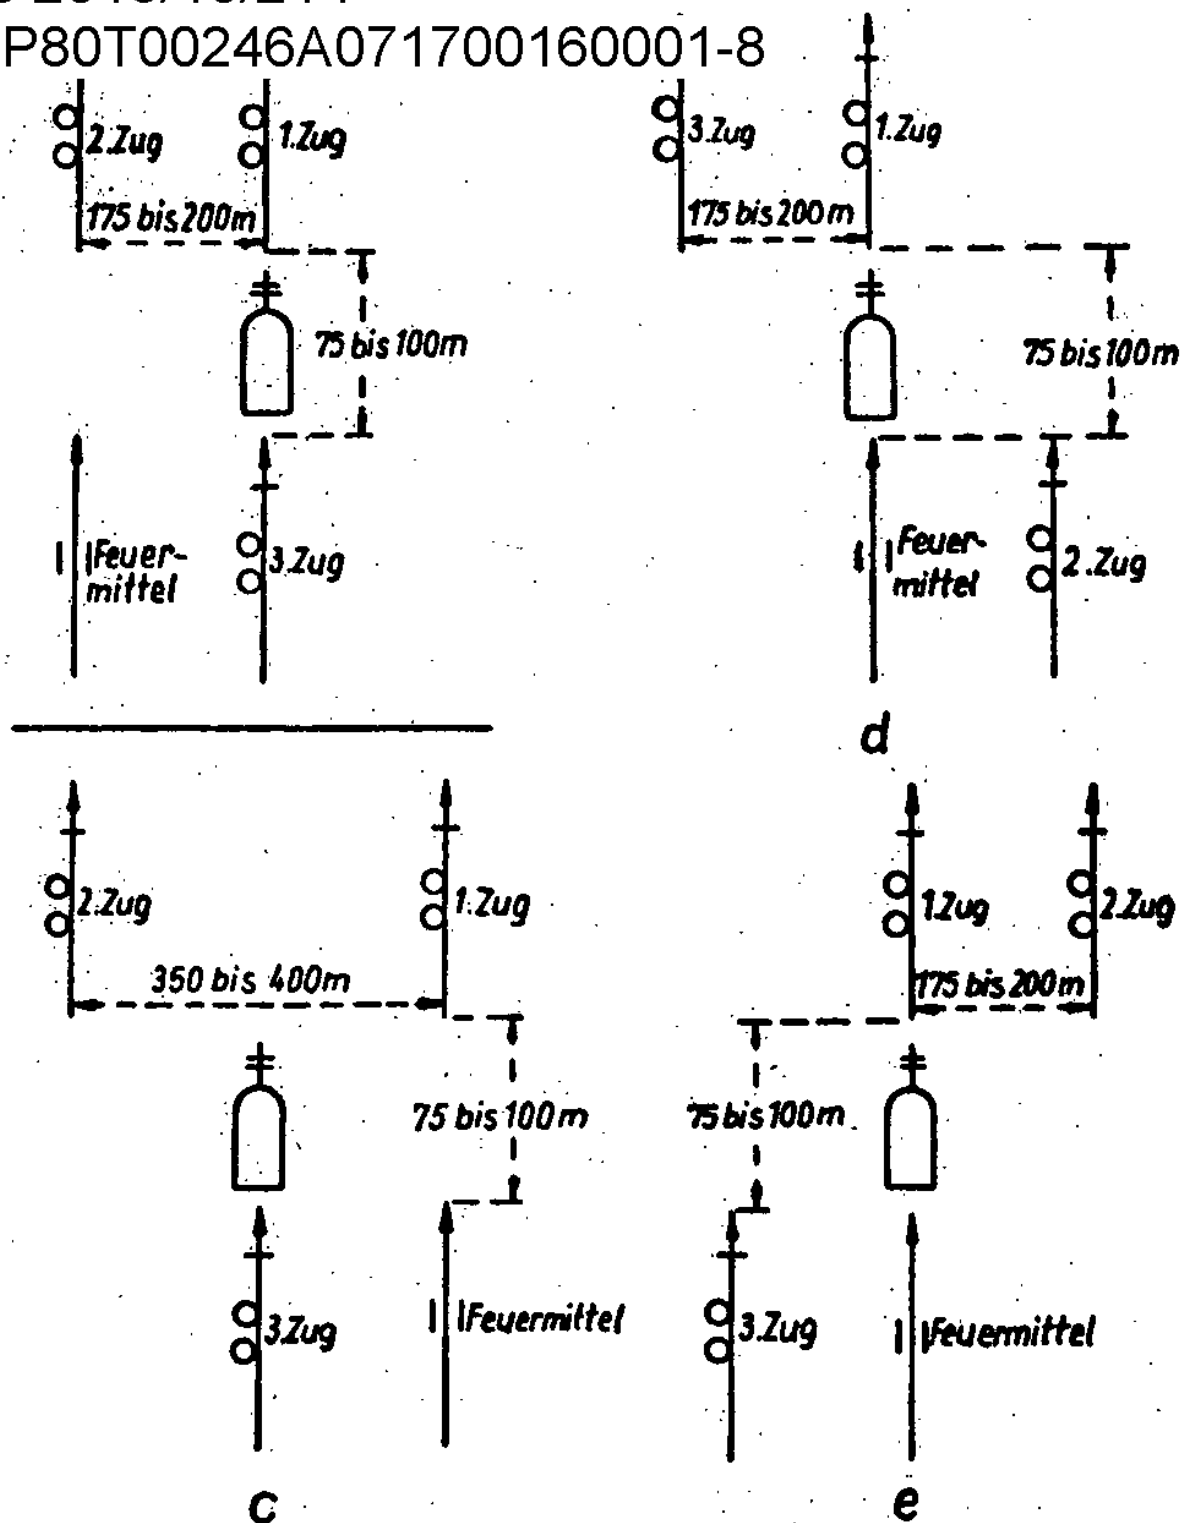 P80T00246A071700160001-8
2.Zug
1.Zug
175 bis 200m
75 bis 100m
Feuer-
mittel
3.Zug
3.Zug
1.Zug
175 bis 200m
75 bis 100m
Feuer-
mittel
2.Zug
d
2.Zug
1.Zug
350 bis 400m
75 bis 100m
3.Zug
Feuermittel
c
1.Zug
2.Zug
175 bis 200m
75 bis 100m
3.Zug
Feuermittel
e